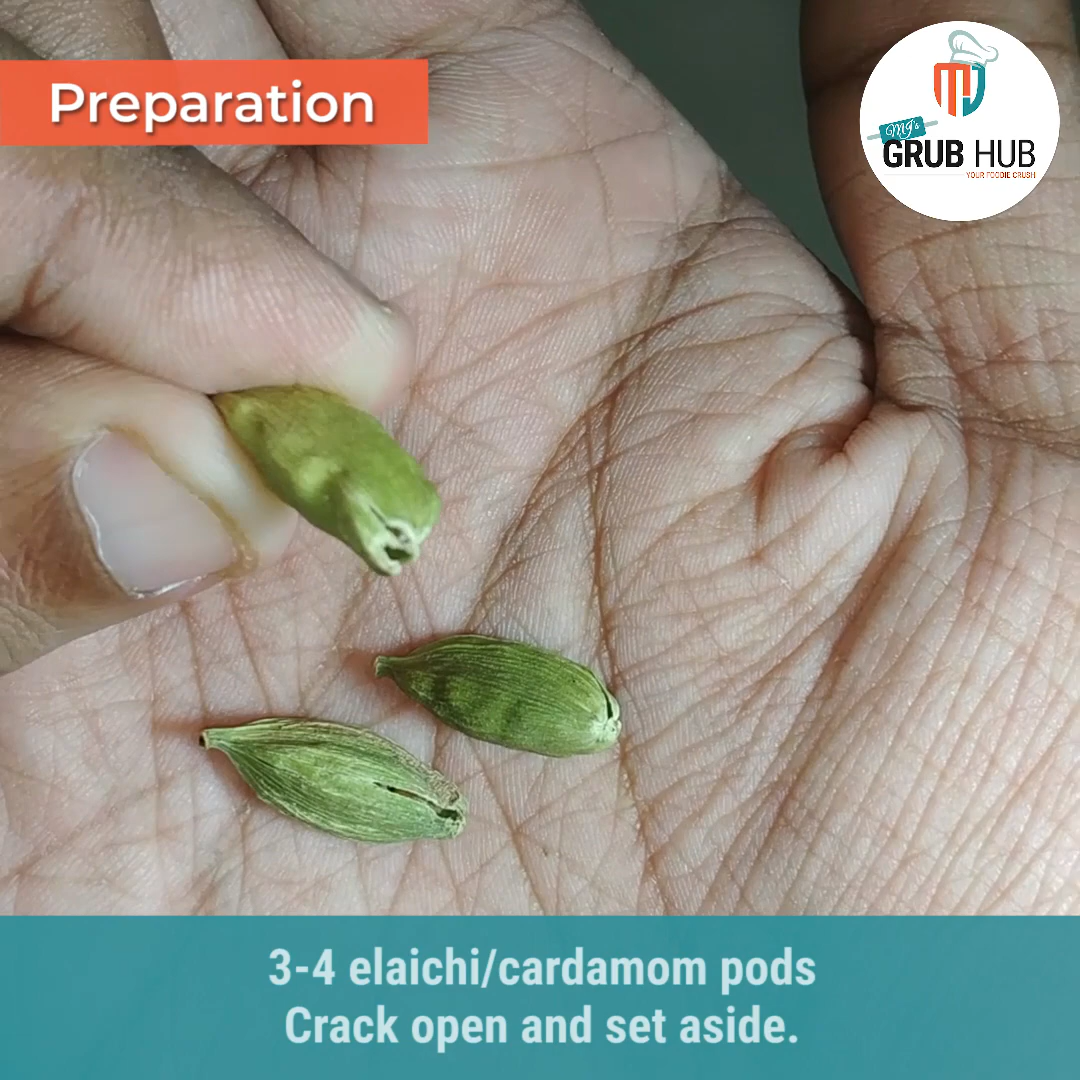 Preparation
MJ's
GRUB HUB
YOUR FOODIE CRUSH
3-4 elaichi/cardamom pods
Crack open and set aside.